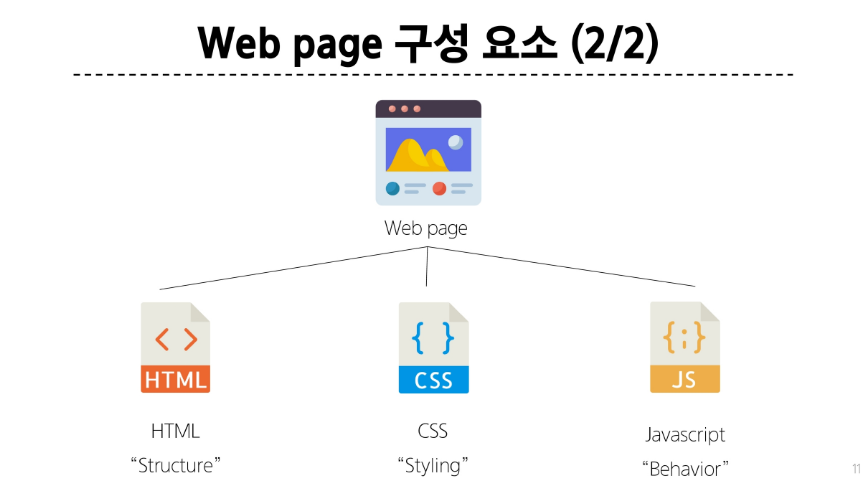 Web page 구성 요소 (2/2)
Web page
< >
HTML
{ }
CSS
{;}
JS
HTML
CSS
Javascript
“Structure”
“Styling”
“Behavior”
11